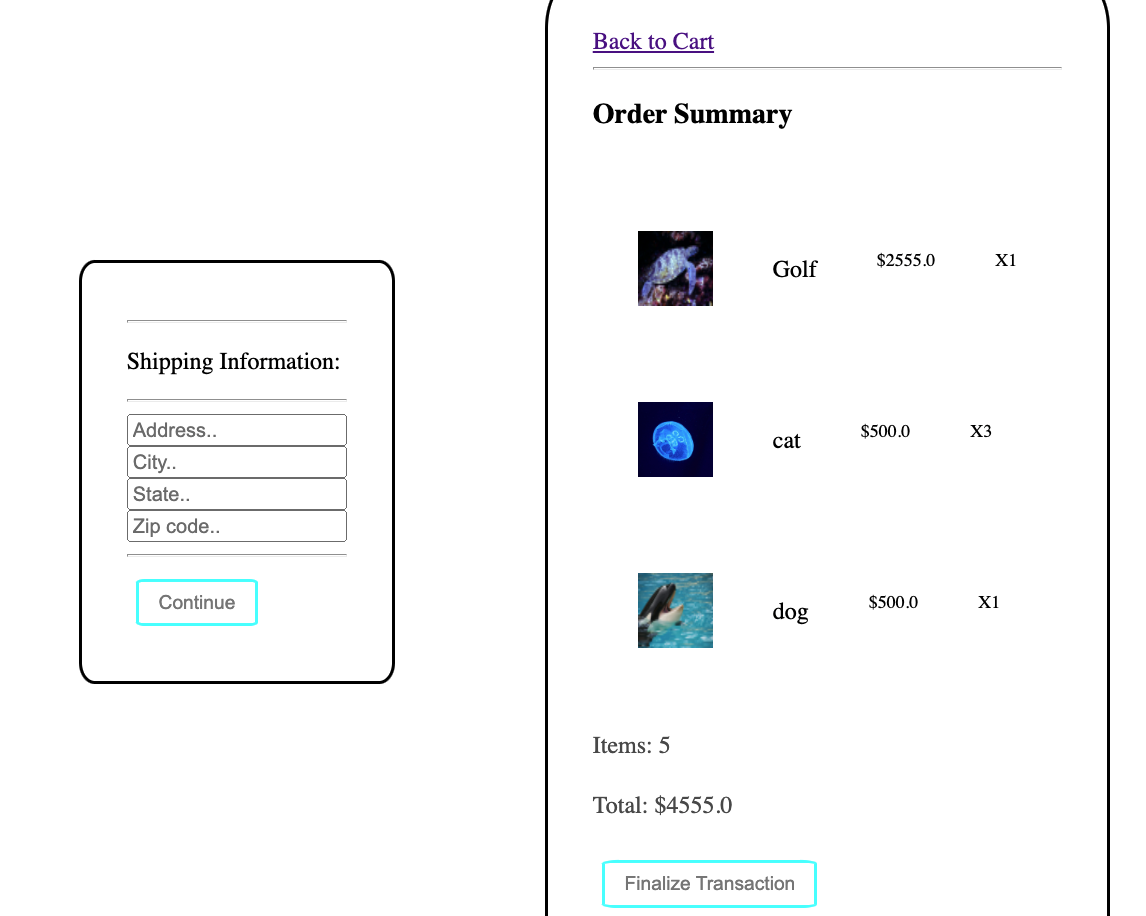 Shipping Information:
Address..
City..
State..
Zip code..
Continue
Back to Cart
Order Summary
Golf $2555.0 X1
cat $500.0 X3
dog $500.0 X1
Items: 5
Total: $4555.0
Finalize Transaction